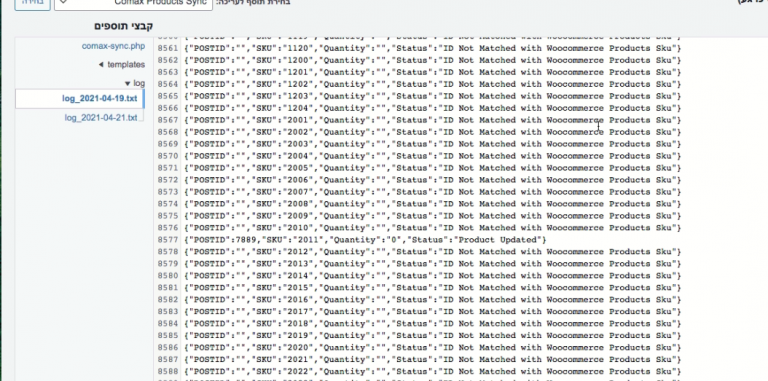 בחירת תוסף לעריכה: Comax Products Sync בחירה
קבצי תוספים
comax-sync.php
templates
log
log_2021-04-19.txt
log_2021-04-21.txt
8561 {"POSTID":"","SKU":"1120","Quantity":"","Status":"ID Not Matched with Woocommerce Products Sku"}
8562 {"POSTID":"","SKU":"1200","Quantity":"","Status":"ID Not Matched with Woocommerce Products Sku"}
8563 {"POSTID":"","SKU":"1201","Quantity":"","Status":"ID Not Matched with Woocommerce Products Sku"}
8564 {"POSTID":"","SKU":"1202","Quantity":"","Status":"ID Not Matched with Woocommerce Products Sku"}
8565 {"POSTID":"","SKU":"1203","Quantity":"","Status":"ID Not Matched with Woocommerce Products Sku"}
8566 {"POSTID":"","SKU":"1204","Quantity":"","Status":"ID Not Matched with Woocommerce Products Sku"}
8567 {"POSTID":"","SKU":"2001","Quantity":"","Status":"ID Not Matched with Woocommerce Products Sku"}
8568 {"POSTID":"","SKU":"2002","Quantity":"","Status":"ID Not Matched with Woocommerce Products Sku"}
8569 {"POSTID":"","SKU":"2003","Quantity":"","Status":"ID Not Matched with Woocommerce Products Sku"}
8570 {"POSTID":"","SKU":"2004","Quantity":"","Status":"ID Not Matched with Woocommerce Products Sku"}
8571 {"POSTID":"","SKU":"2005","Quantity":"","Status":"ID Not Matched with Woocommerce Products Sku"}
8572 {"POSTID":"","SKU":"2006","Quantity":"","Status":"ID Not Matched with Woocommerce Products Sku"}
8573 {"POSTID":"","SKU":"2007","Quantity":"","Status":"ID Not Matched with Woocommerce Products Sku"}
8574 {"POSTID":"","SKU":"2008","Quantity":"","Status":"ID Not Matched with Woocommerce Products Sku"}
8575 {"POSTID":"","SKU":"2009","Quantity":"","Status":"ID Not Matched with Woocommerce Products Sku"}
8576 {"POSTID":"","SKU":"2010","Quantity":"","Status":"ID Not Matched with Woocommerce Products Sku"}
8577 {"POSTID":7889,"SKU":"2011","Quantity":"0","Status":"Product Updated"}
8578 {"POSTID":"","SKU":"2012","Quantity":"","Status":"ID Not Matched with Woocommerce Products Sku"}
8579 {"POSTID":"","SKU":"2013","Quantity":"","Status":"ID Not Matched with Woocommerce Products Sku"}
8580 {"POSTID":"","SKU":"2014","Quantity":"","Status":"ID Not Matched with Woocommerce Products Sku"}
8581 {"POSTID":"","SKU":"2015","Quantity":"","Status":"ID Not Matched with Woocommerce Products Sku"}
8582 {"POSTID":"","SKU":"2016","Quantity":"","Status":"ID Not Matched with Woocommerce Products Sku"}
8583 {"POSTID":"","SKU":"2017","Quantity":"","Status":"ID Not Matched with Woocommerce Products Sku"}
8584 {"POSTID":"","SKU":"2018","Quantity":"","Status":"ID Not Matched with Woocommerce Products Sku"}
8585 {"POSTID":"","SKU":"2019","Quantity":"","Status":"ID Not Matched with Woocommerce Products Sku"}
8586 {"POSTID":"","SKU":"2020","Quantity":"","Status":"ID Not Matched with Woocommerce Products Sku"}
8587 {"POSTID":"","SKU":"2021","Quantity":"","Status":"ID Not Matched with Woocommerce Products Sku"}
8588 {"POSTID":"","SKU":"2022","Quantity":"","Status":"ID Not Matched with Woocommerce Products Sku"}